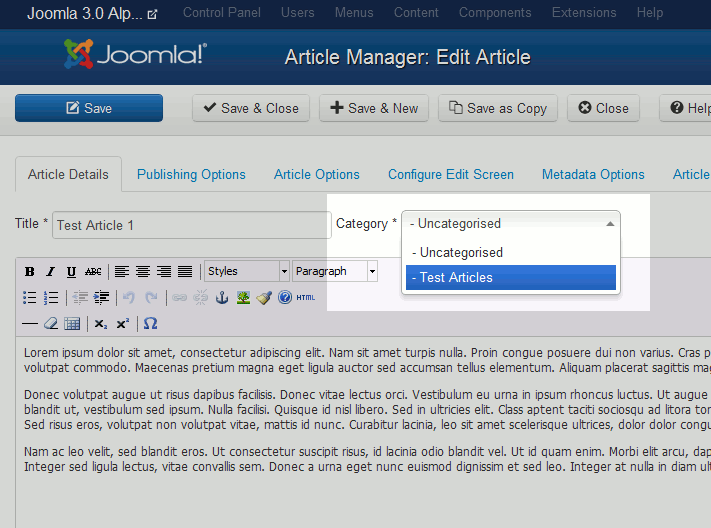 Joomla 3.0 Alp... Control Panel Users Menus Content Components Extensions Help
Joomla!® Article Manager: Edit Article
Save Save & Close Save & New Save as Copy Close Help
Article Details Publishing Options Article Options Configure Edit Screen Metadata Options Article
Title * Test Article 1 Category * - Uncategorised
- Uncategorised
- Test Articles
B I U ABC Styles Paragraph
HTML
x₂ x² Ω
Lorem ipsum dolor sit amet, consectetur adipiscing elit. Nam sit amet turpis nulla. Proin congue posuere dui non varius. Cras p
volutpat commodo. Maecenas pretium magna eget ligula auctor sed accumsan tellus elementum. Aliquam placerat sagittis mag
Donec volutpat augue ut risus dapibus facilisis. Donec vitae lectus orci. Vestibulum eu urna in ipsum rhoncus luctus. Ut augue
blandit ut, vestibulum sed ipsum. Nulla facilisi. Quisque id nisl libero. Sed in ultricies elit. Class aptent taciti sociosqu ad litora tor
Sed risus eros, volutpat non volutpat vitae, mattis id nunc. Curabitur lacinia, leo sit amet scelerisque ultrices, dolor dolor congu
Nam ac leo velit, sed blandit eros. Ut consectetur suscipit risus, id lacinia odio blandit vel. Ut id quam enim. Morbi elit arcu, dap
Integer sed ligula lectus, vitae convallis sem. Donec a urna eget nunc euismod dignissim et sed leo. Integer at nulla in diam ult